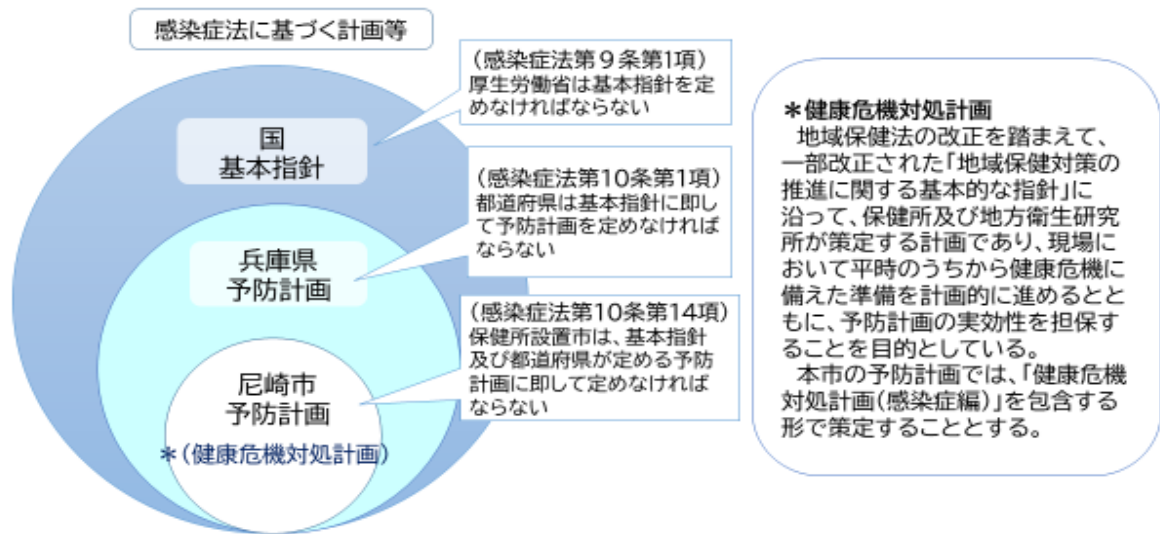 感染症法に基づく計画等
(感染症法第9条第1項)
厚生労働省は基本指針を定
めなければならない
国
基本指針
(感染症法第10条第1項)
都道府県は基本指針に即し
て予防計画を定めなければ
ならない
兵庫県
予防計画
(感染症法第10条第14項)
保健所設置市は、基本指針
及び都道府県が定める予防
計画に即して定めなければ
ならない
尼崎市
予防計画
＊(健康危機対処計画)
＊健康危機対処計画
地域保健法の改正を踏まえて、
一部改正された「地域保健対策の
推進に関する基本的な指針」に
沿って、保健所及び地方衛生研究
所が策定する計画であり、現場に
おいて平時のうちから健康危機に
備えた準備を計画的に進めるとと
もに、予防計画の実効性を担保す
ることを目的としている。
本市の予防計画では、「健康危機
対処計画(感染症編)」を包含する
形で策定することとする。